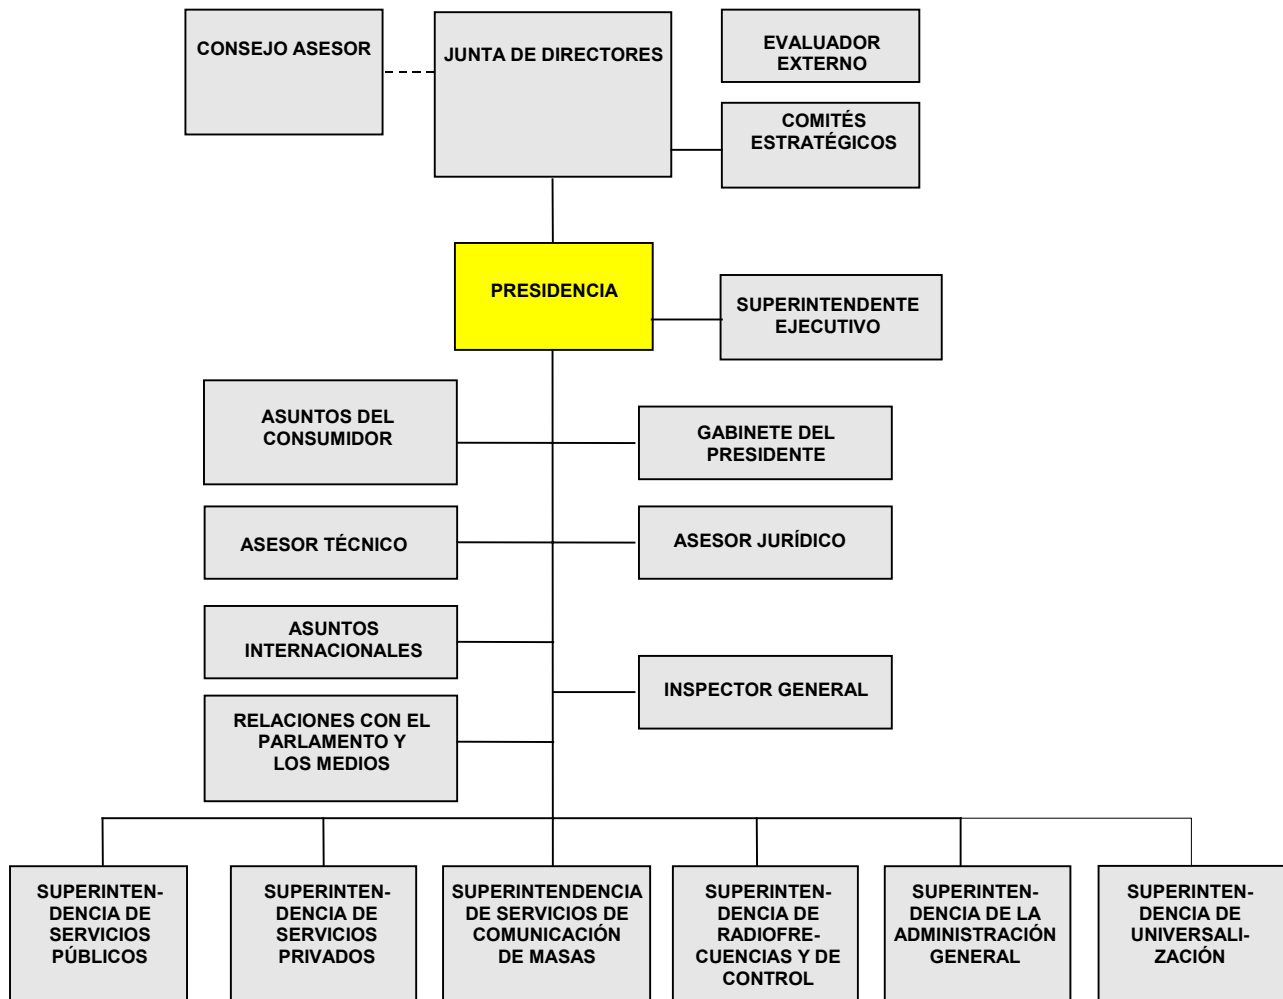 CONSEJO ASESOR
JUNTA DE DIRECTORES
EVALUADOR
EXTERNO
COMITÉS
ESTRATÉGICOS
PRESIDENCIA
SUPERINTENDENTE
EJECUTIVO
ASUNTOS DEL
CONSUMIDOR
GABINETE DEL
PRESIDENTE
ASESOR TÉCNICO
ASESOR JURÍDICO
ASUNTOS
INTERNACIONALES
INSPECTOR GENERAL
RELACIONES CON EL
PARLAMENTO Y
LOS MEDIOS
SUPERINTEN-
DENCIA DE
SERVICIOS
PÚBLICOS
SUPERINTEN-
DENCIA DE
SERVICIOS
PRIVADOS
SUPERINTENDENCIA
DE SERVICIOS DE
COMUNICACIÓN
DE MASAS
SUPERINTEN-
DENCIA DE
RADIOFRE-
CUENCIAS Y DE
CONTROL
SUPERINTEN-
DENCIA DE LA
ADMINISTRACIÓN
GENERAL
SUPERINTEN-
DENCIA DE
UNIVERSALI-
ZACIÓN